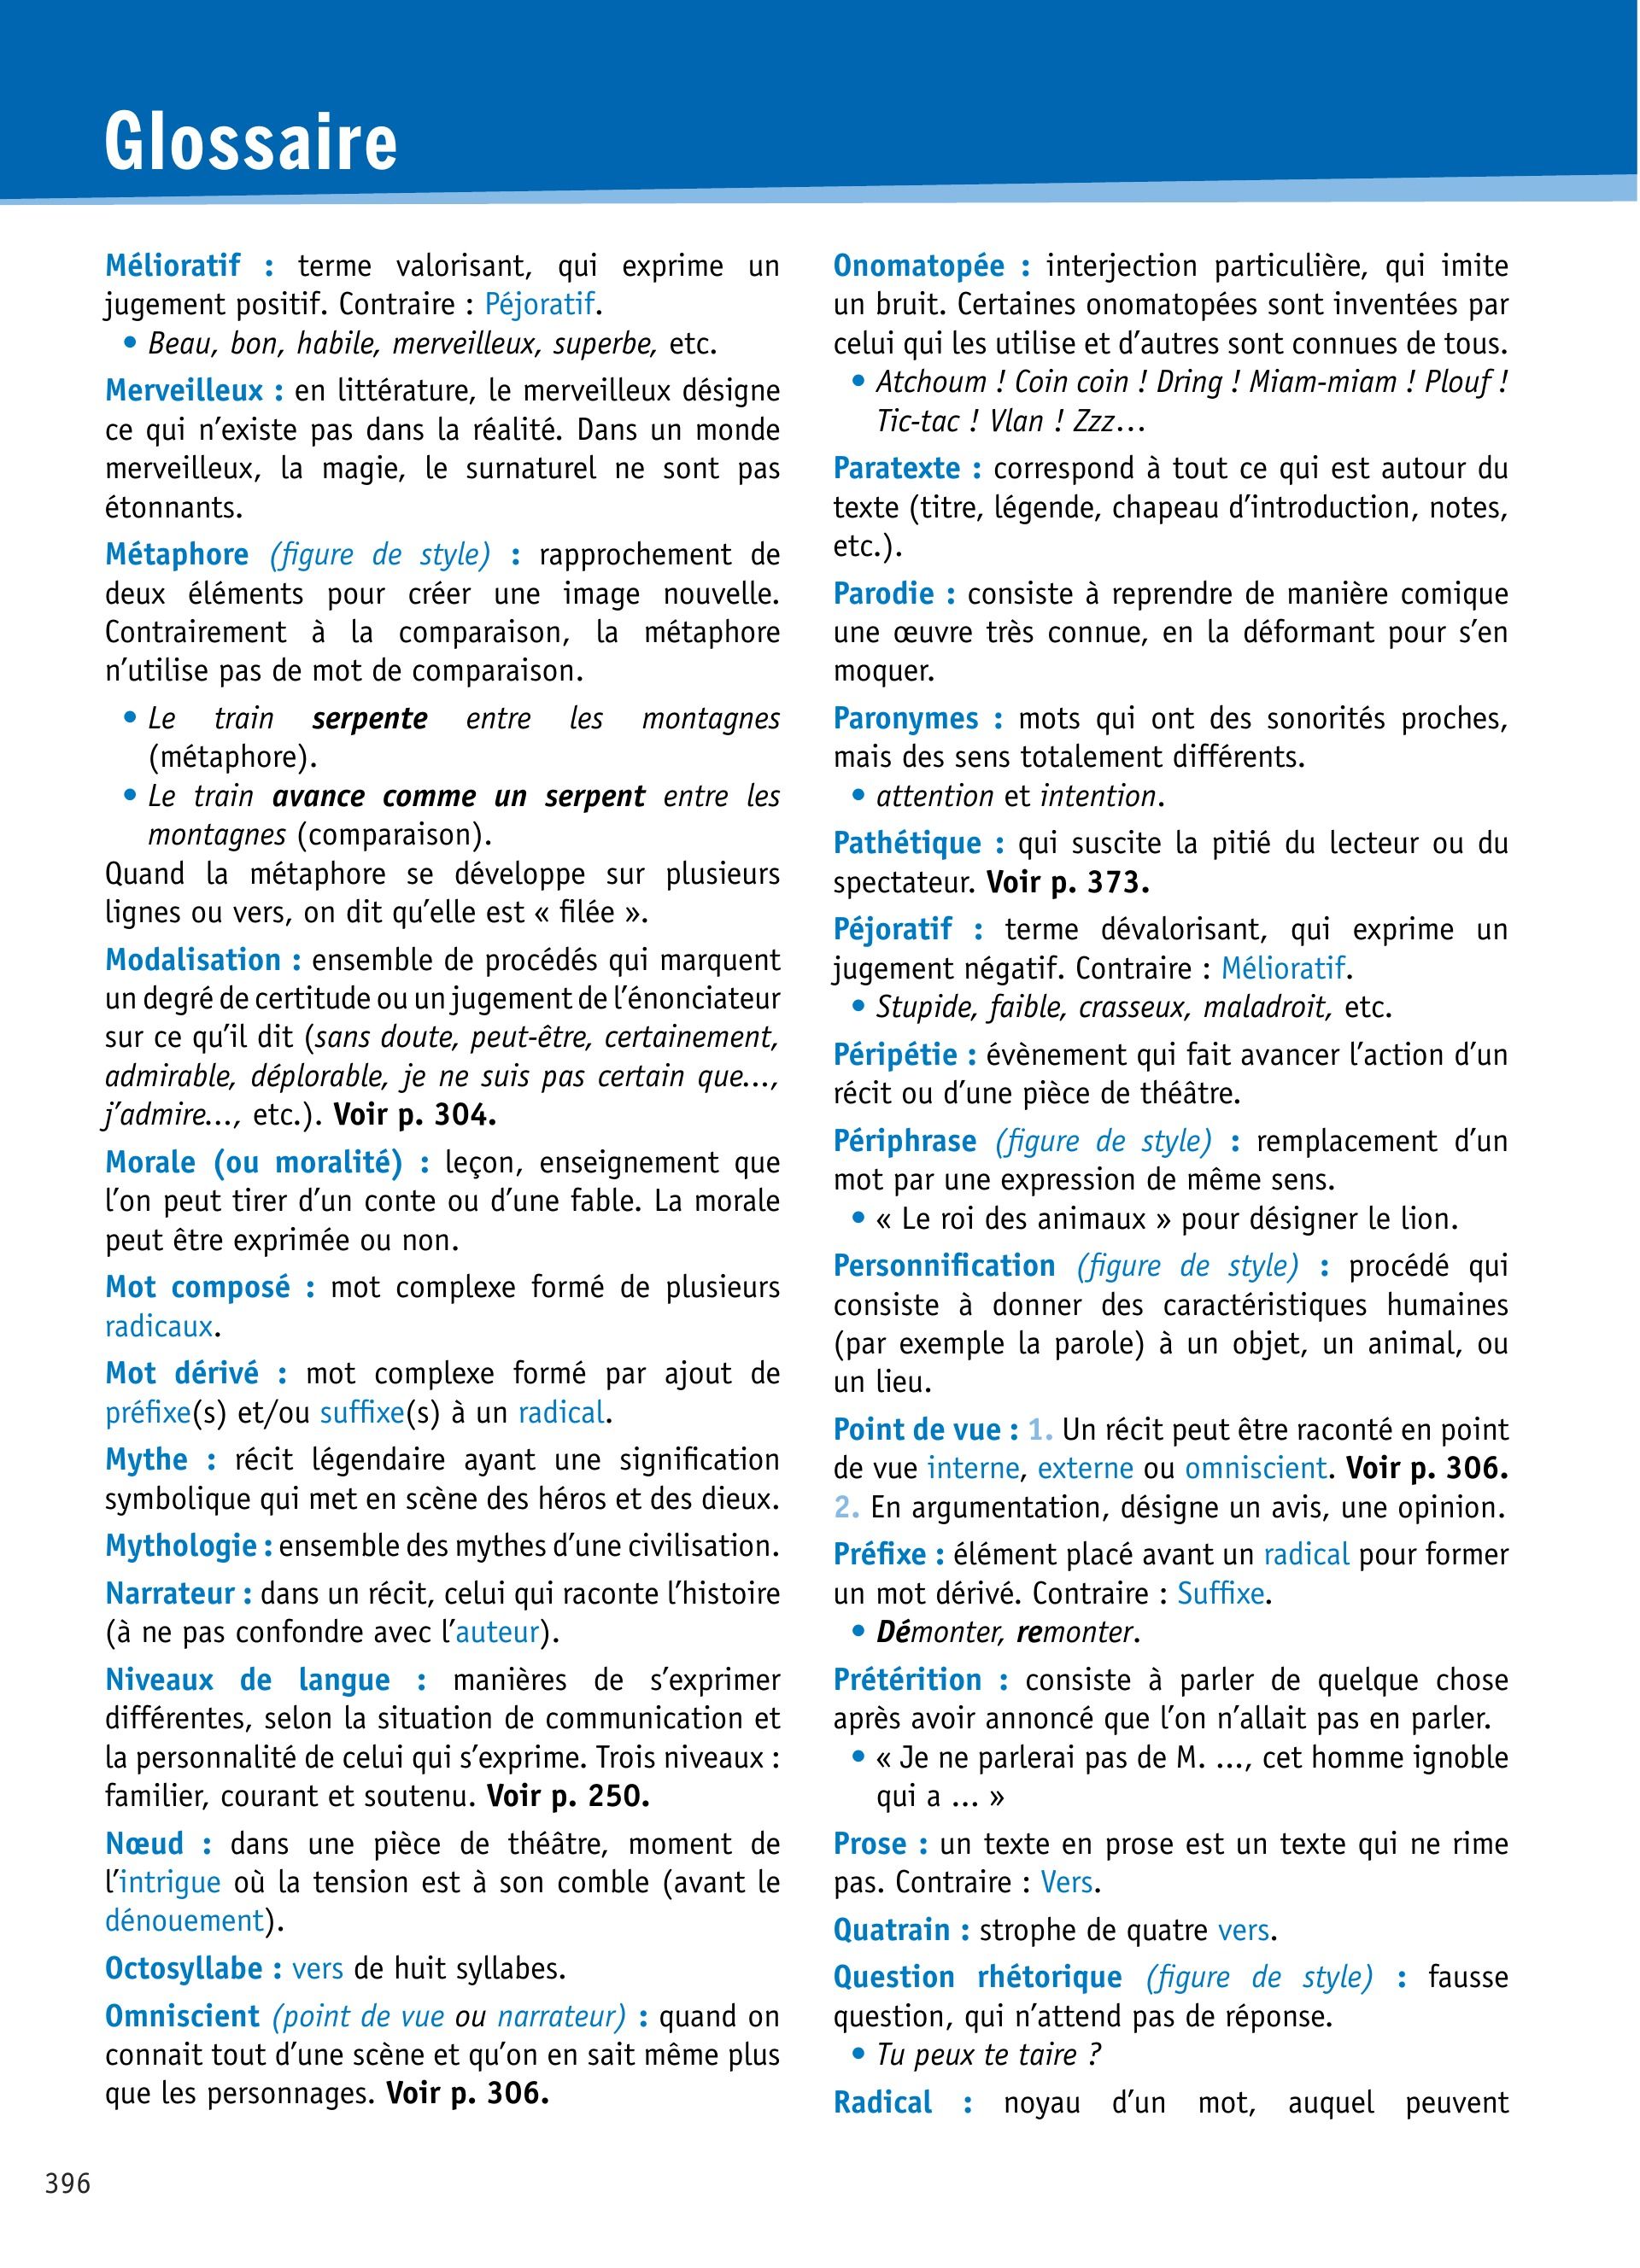 Glossaire
Mélioratif : terme valorisant, qui exprime un
jugement positif. Contraire : Péjoratif.
• Beau, bon, habile, merveilleux, superbe, etc.
Merveilleux : en littérature, le merveilleux désigne
ce qui n’existe pas dans la réalité. Dans un monde
merveilleux, la magie, le surnaturel ne sont pas
étonnants.
Métaphore (figure de style) : rapprochement de
deux éléments pour créer une image nouvelle.
Contrairement à la comparaison, la métaphore
n’utilise pas de mot de comparaison.
• Le train serpente entre les montagnes
(métaphore).
• Le train avance comme un serpent entre les
montagnes (comparaison).
Quand la métaphore se développe sur plusieurs
lignes ou vers, on dit qu’elle est « filée ».
Modalisation : ensemble de procédés qui marquent
un degré de certitude ou un jugement de l’énonciateur
sur ce qu’il dit (sans doute, peut-être, certainement,
admirable, déplorable, je ne suis pas certain que…,
j’admire…, etc.). Voir p. 304.
Morale (ou moralité) : leçon, enseignement que
l’on peut tirer d’un conte ou d’une fable. La morale
peut être exprimée ou non.
Mot composé : mot complexe formé de plusieurs
radicaux.
Mot dérivé : mot complexe formé par ajout de
préfixe(s) et/ou suffixe(s) à un radical.
Mythe : récit légendaire ayant une signification
symbolique qui met en scène des héros et des dieux.
Mythologie : ensemble des mythes d’une civilisation.
Narrateur : dans un récit, celui qui raconte l’histoire
(à ne pas confondre avec l’auteur).
Niveaux de langue : manières de s’exprimer
différentes, selon la situation de communication et
la personnalité de celui qui s’exprime. Trois niveaux :
familier, courant et soutenu. Voir p. 250.
Nœud : dans une pièce de théâtre, moment de
l’intrigue où la tension est à son comble (avant le
dénouement).
Octosyllabe : vers de huit syllabes.
Omniscient (point de vue ou narrateur) : quand on
connait tout d’une scène et qu’on en sait même plus
que les personnages. Voir p. 306.
Onomatopée : interjection particulière, qui imite
un bruit. Certaines onomatopées sont inventées par
celui qui les utilise et d’autres sont connues de tous.
• Atchoum ! Coin coin ! Dring ! Miam-miam ! Plouf !
Tic-tac ! Vlan ! Zzz…
Paratexte : correspond à tout ce qui est autour du
texte (titre, légende, chapeau d’introduction, notes,
etc.).
Parodie : consiste à reprendre de manière comique
une œuvre très connue, en la déformant pour s’en
moquer.
Paronymes : mots qui ont des sonorités proches,
mais des sens totalement différents.
• attention et intention.
Pathétique : qui suscite la pitié du lecteur ou du
spectateur. Voir p. 373.
Péjoratif : terme dévalorisant, qui exprime un
jugement négatif. Contraire : Mélioratif.
• Stupide, faible, crasseux, maladroit, etc.
Péripétie : évènement qui fait avancer l’action d’un
récit ou d’une pièce de théâtre.
Périphrase (figure de style) : remplacement d’un
mot par une expression de même sens.
• « Le roi des animaux » pour désigner le lion.
Personnification (figure de style) : procédé qui
consiste à donner des caractéristiques humaines
(par exemple la parole) à un objet, un animal, ou
un lieu.
Point de vue : 1. Un récit peut être raconté en point
de vue interne, externe ou omniscient. Voir p. 306.
2. En argumentation, désigne un avis, une opinion.
Préfixe : élément placé avant un radical pour former
un mot dérivé. Contraire : Suffixe.
• Démonter, remonter.
Prétérition : consiste à parler de quelque chose
après avoir annoncé que l’on n’allait pas en parler.
• « Je ne parlerai pas de M. …, cet homme ignoble
qui a … »
Prose : un texte en prose est un texte qui ne rime
pas. Contraire : Vers.
Quatrain : strophe de quatre vers.
Question rhétorique (figure de style) : fausse
question, qui n’attend pas de réponse.
• Tu peux te taire ?
Radical : noyau d’un mot, auquel peuvent
396